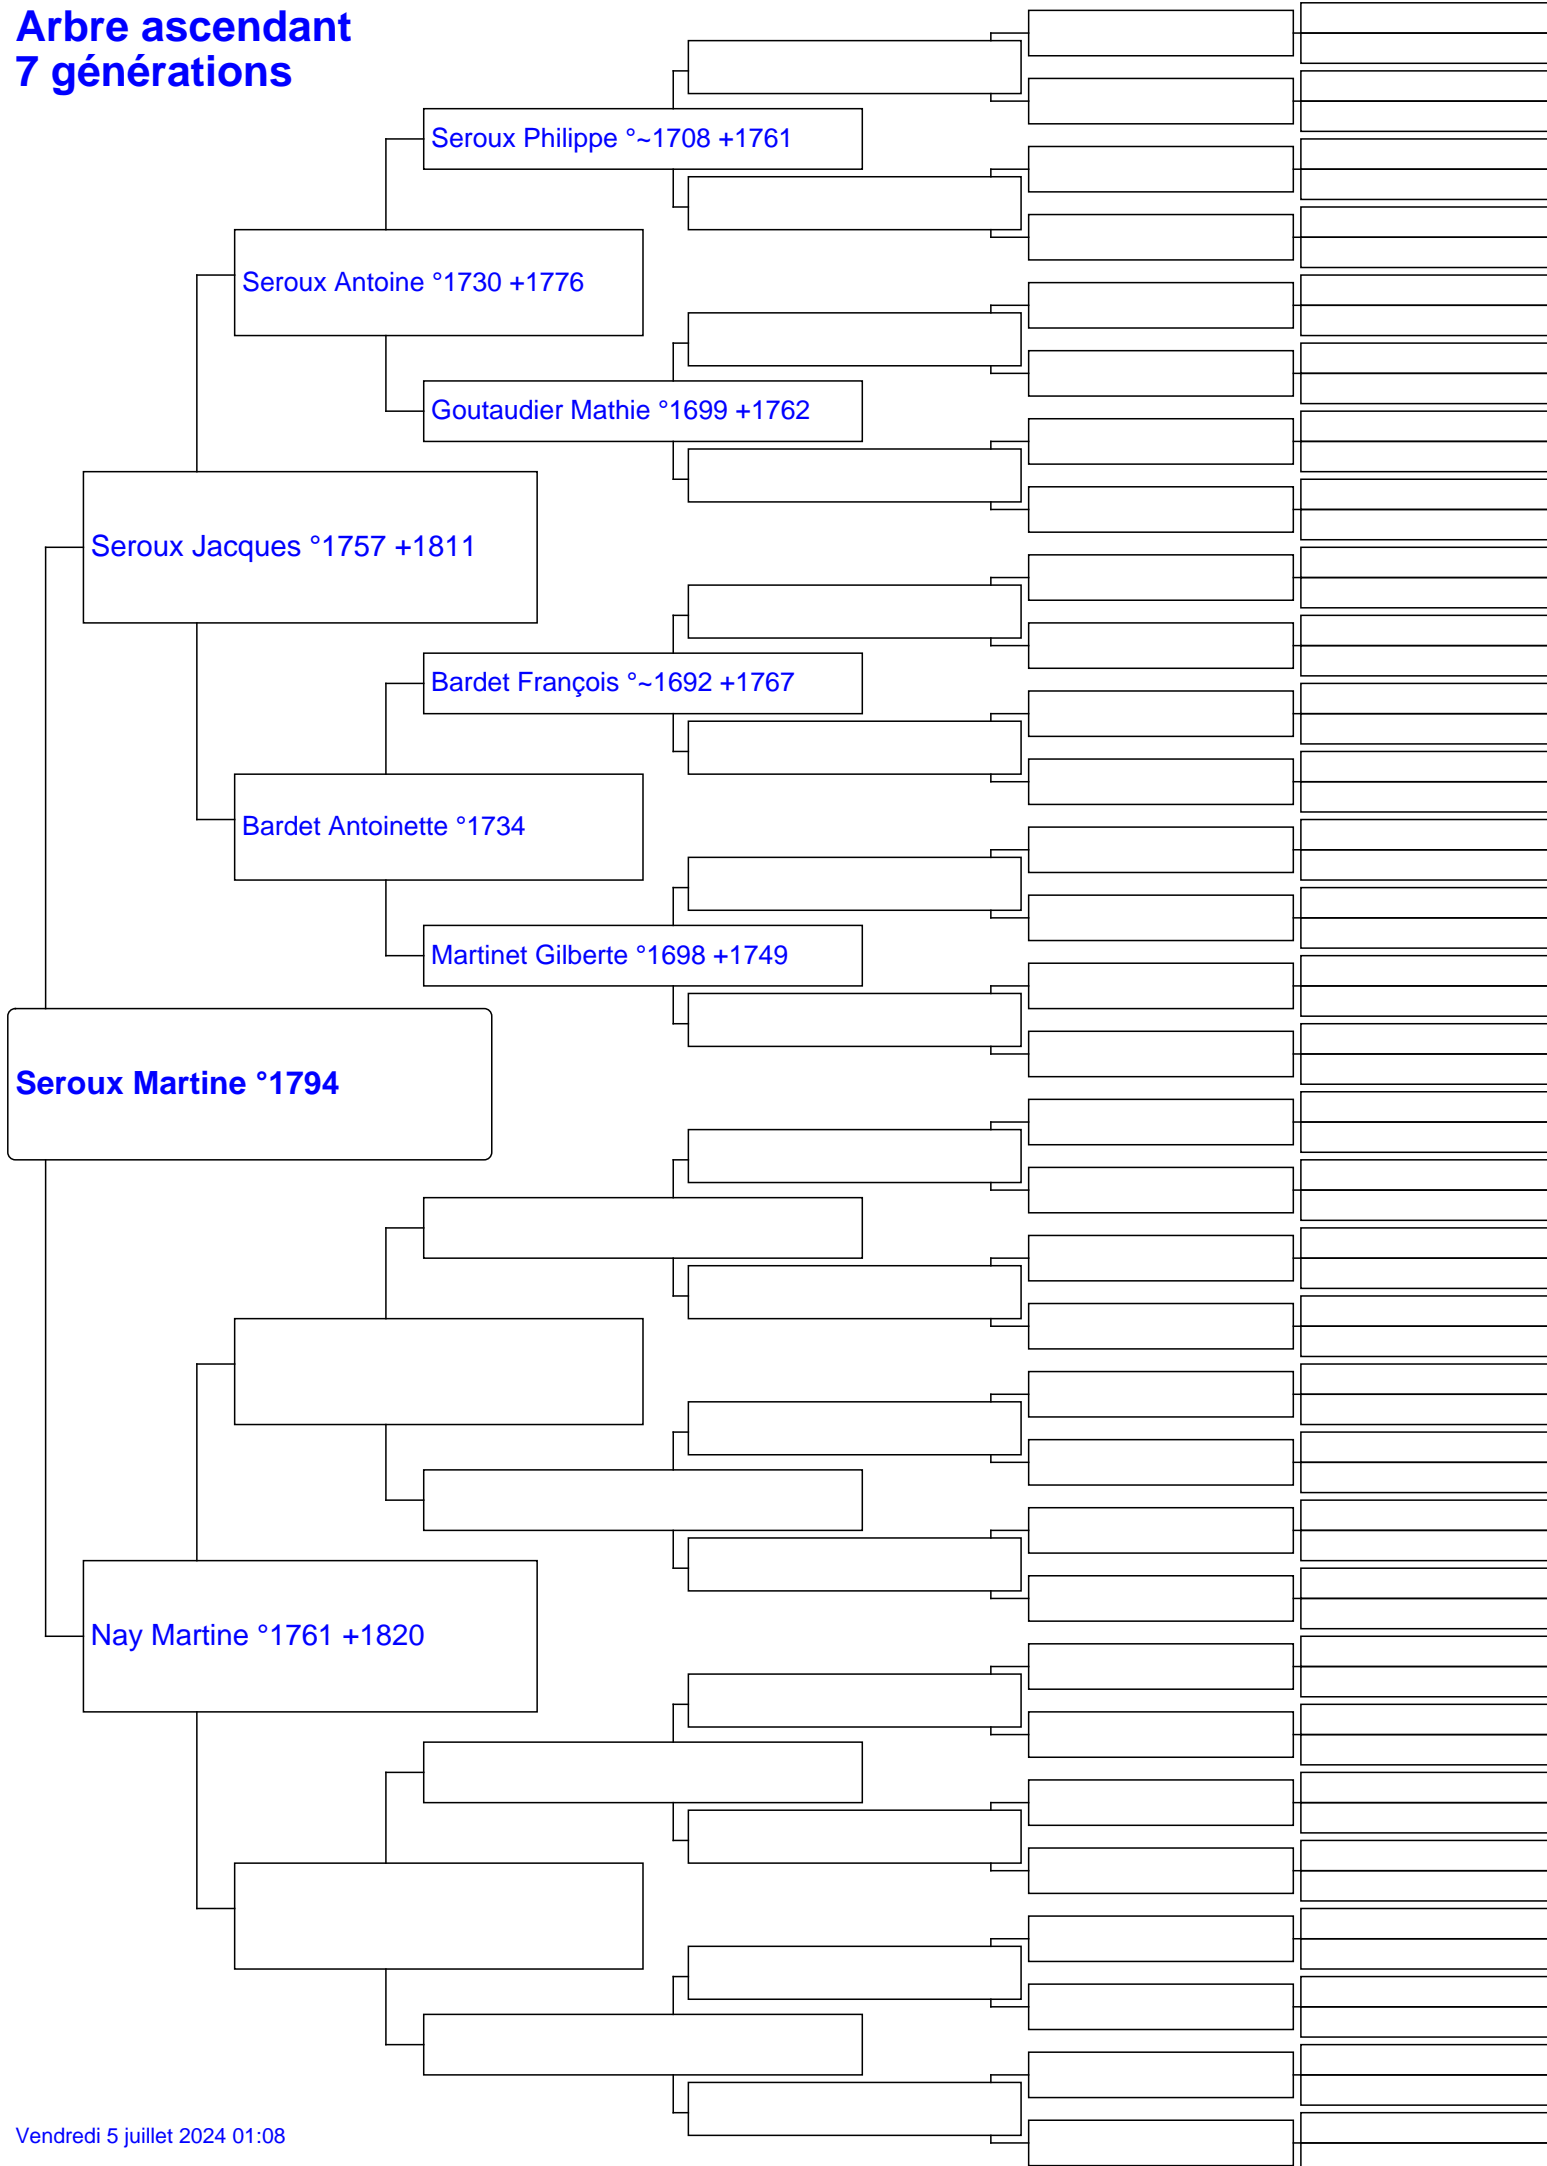 Arbre ascendant
7 générations
Seroux Philippe °~1708 +1761
Seroux Antoine °1730 +1776
Goutaudier Mathie °1699 +1762
Seroux Jacques °1757 +1811
Bardet François °~1692 +1767
Bardet Antoinette °1734
Martinet Gilberte °1698 +1749
Seroux Martine °1794
Nay Martine °1761 +1820
Vendredi 5 juillet 2024 01:08